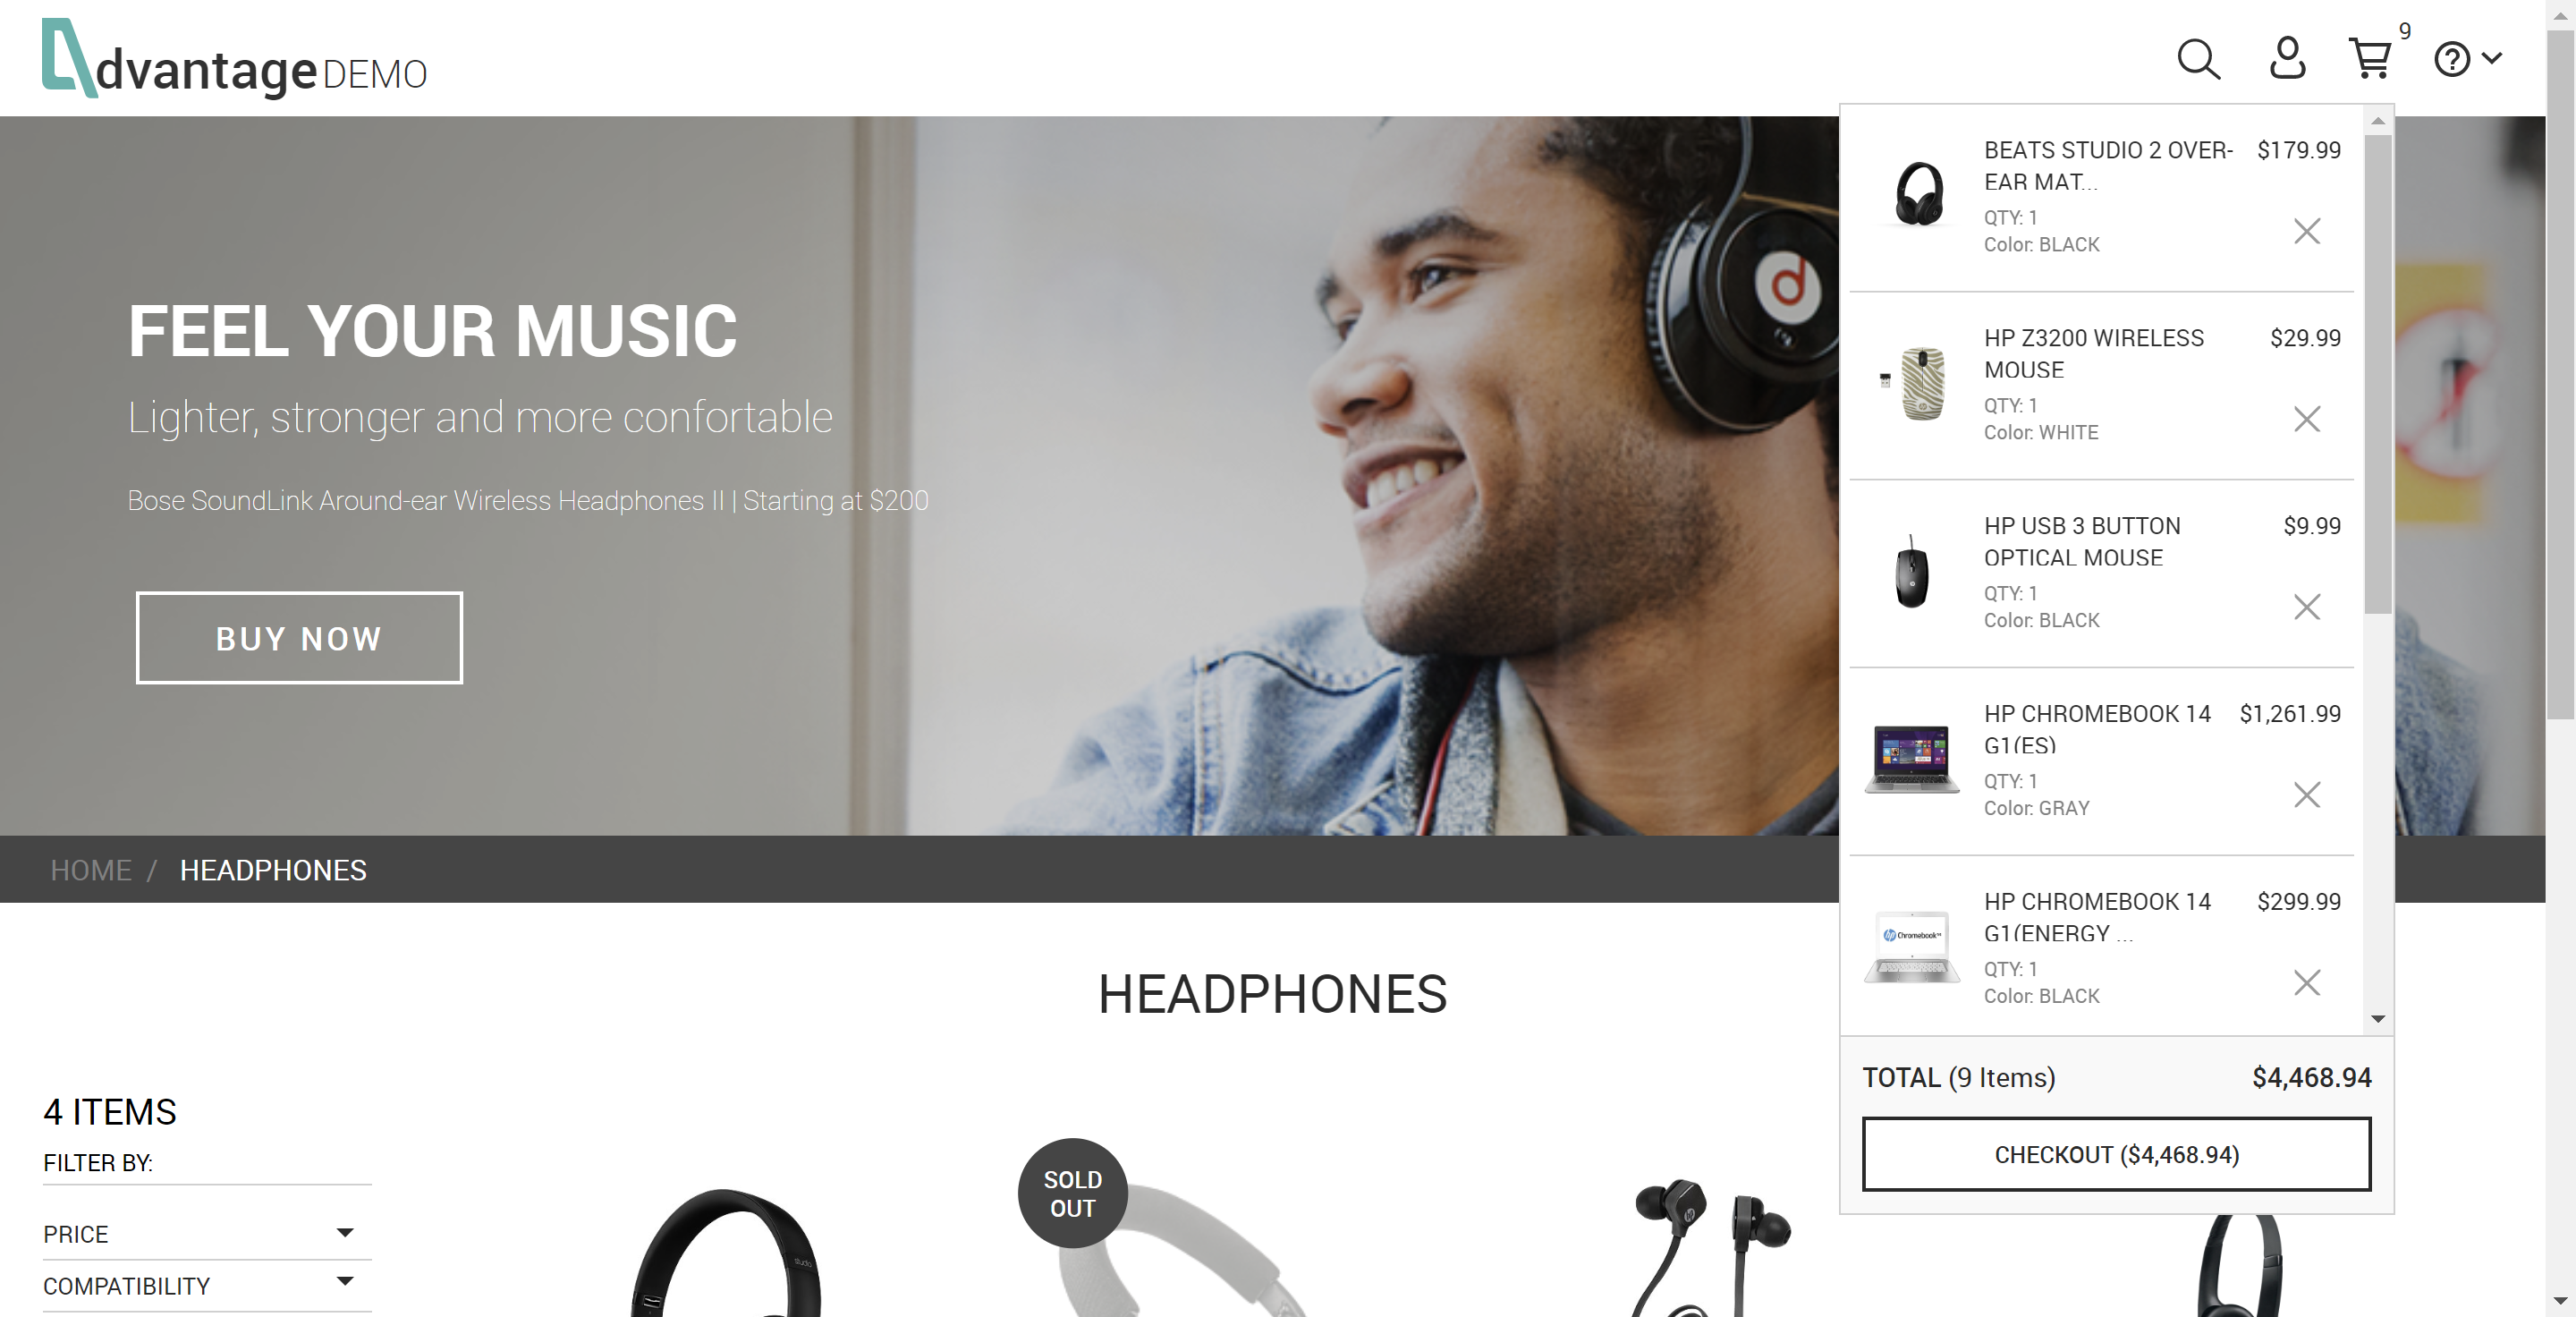 dvantage DEMO
9
FEEL YOUR MUSIC
Lighter, stronger and more confortable
Bose SoundLink Around-ear Wireless Headphones II | Starting at $200
BUY NOW
BEATS STUDIO 2 OVER-
EAR MAT...
$179.99
QTY: 1
Color: BLACK
HP Z3200 WIRELESS
MOUSE
$29.99
QTY: 1
Color: WHITE
HP USB 3 BUTTON
OPTICAL MOUSE
$9.99
QTY: 1
Color: BLACK
HP CHROMEBOOK 14
G1(ES)
$1,261.99
QTY: 1
Color: GRAY
HP CHROMEBOOK 14
G1(ENERGY ...
$299.99
QTY: 1
Color: BLACK
Chromebook
TOTAL (9 Items) $4,468.94
CHECKOUT ($4,468.94)
HOME / HEADPHONES
HEADPHONES
4 ITEMS
FILTER BY:
PRICE
COMPATIBILITY
SOLD
OUT
studio